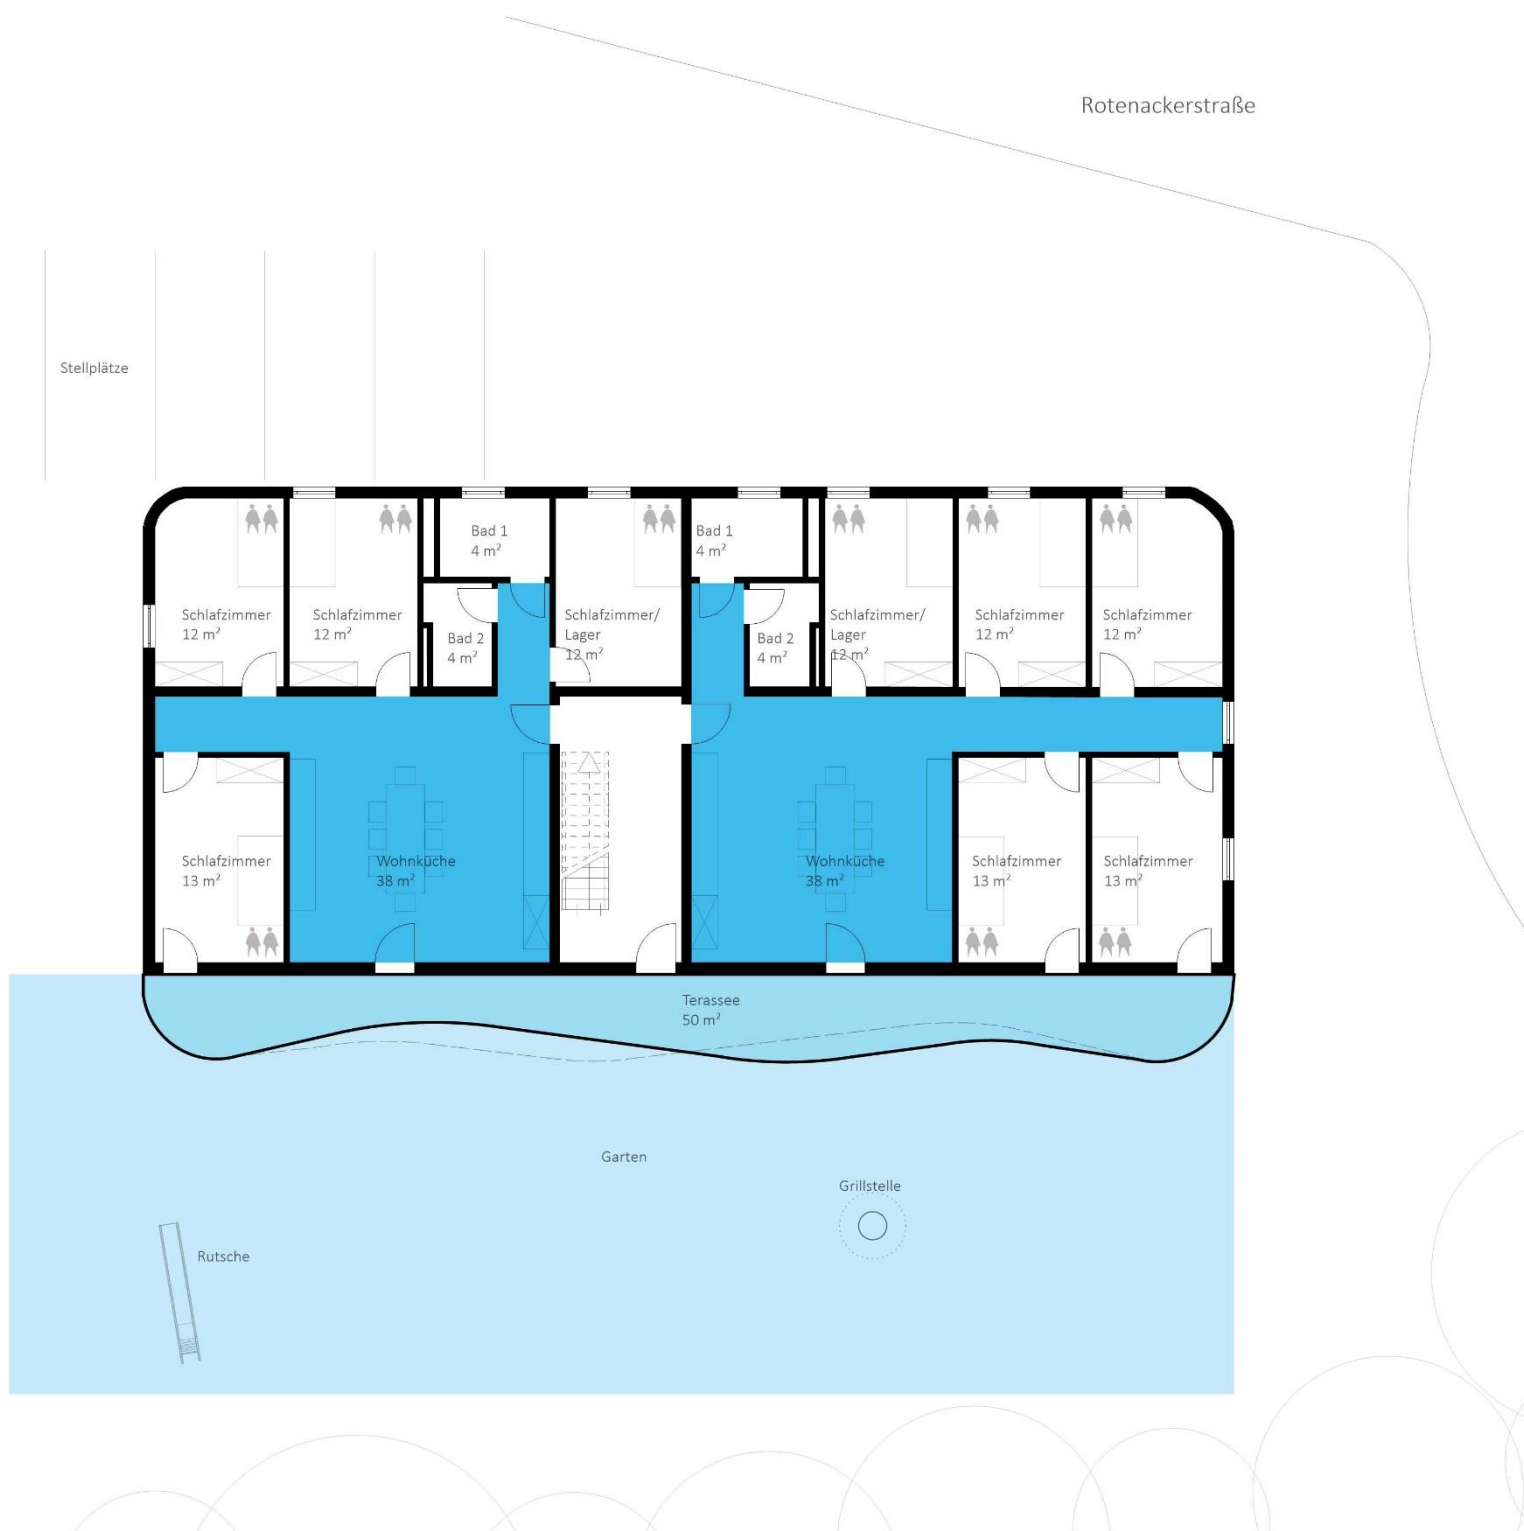 Rotenackerstraße
Stellplätze
Bad 1
4 m²
Bad 1
4 m²
Schlafzimmer
12 m²
Schlafzimmer
12 m²
Bad 2
4 m²
Schlafzimmer/
Lager
12 m²
Bad 2
4 m²
Schlafzimmer/
Lager
12 m²
Schlafzimmer
12 m²
Schlafzimmer
12 m²
Schlafzimmer
13 m²
Wohnküche
38 m²
Wohnküche
38 m²
Schlafzimmer
13 m²
Schlafzimmer
13 m²
Terassee
50 m²
Garten
Grillstelle
Rutsche